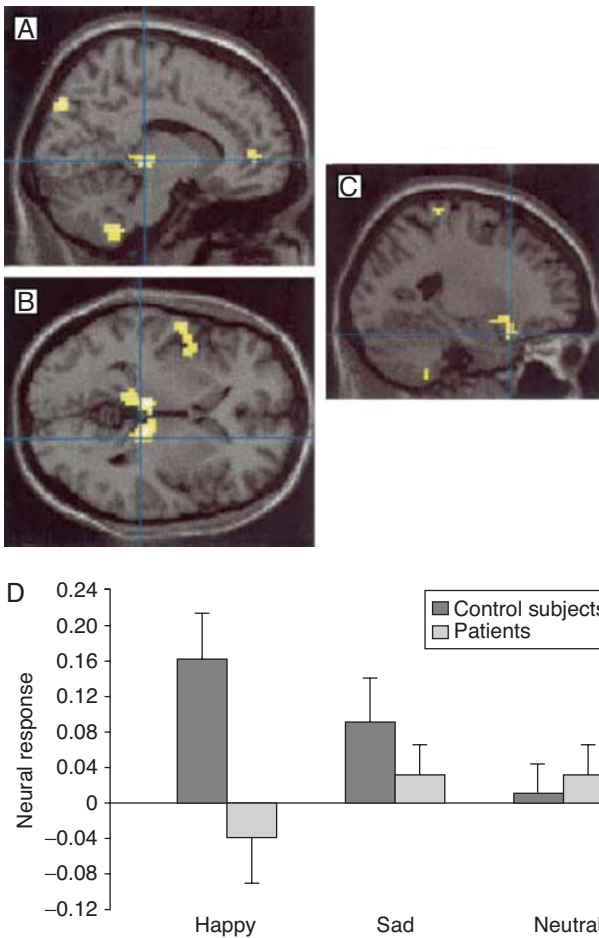 A
B
C
D
Neural response
0.24
0.20
0.16
0.12
0.08
0.04
0
−0.04
−0.08
−0.12
Control subjects
Patients
Happy
Sad
Neutral